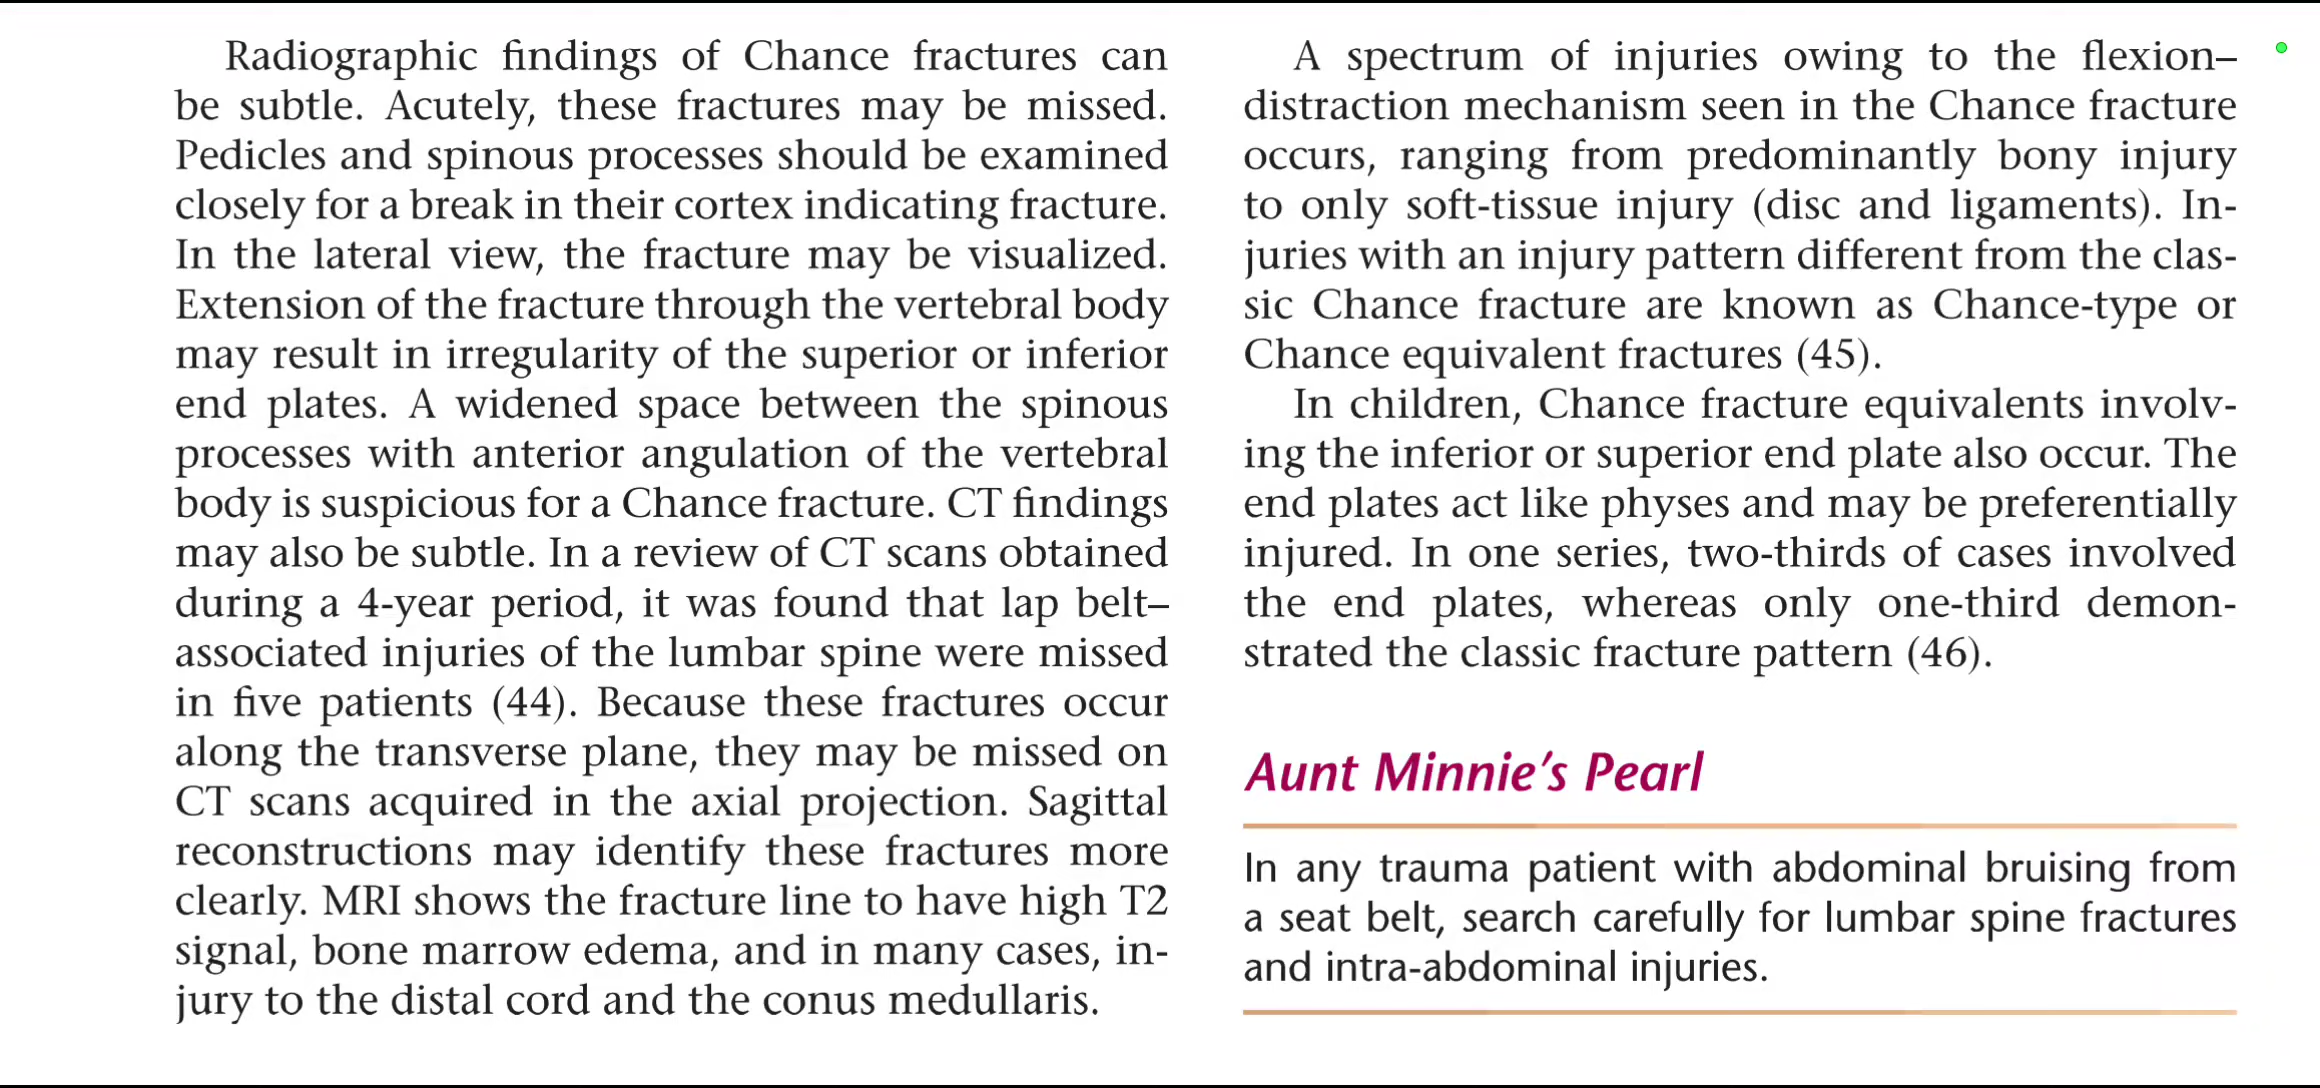 Radiographic findings of Chance fractures can
be subtle. Acutely, these fractures may be missed.
Pedicles and spinous processes should be examined
closely for a break in their cortex indicating fracture.
In the lateral view, the fracture may be visualized.
Extension of the fracture through the vertebral body
may result in irregularity of the superior or inferior
end plates. A widened space between the spinous
processes with anterior angulation of the vertebral
body is suspicious for a Chance fracture. CT findings
may also be subtle. In a review of CT scans obtained
during a 4-year period, it was found that lap belt–
associated injuries of the lumbar spine were missed
in five patients (44). Because these fractures occur
along the transverse plane, they may be missed on
CT scans acquired in the axial projection. Sagittal
reconstructions may identify these fractures more
clearly. MRI shows the fracture line to have high T2
signal, bone marrow edema, and in many cases, in-
jury to the distal cord and the conus medullaris.
A spectrum of injuries owing to the flexion–
distraction mechanism seen in the Chance fracture
occurs, ranging from predominantly bony injury
to only soft-tissue injury (disc and ligaments). In-
juries with an injury pattern different from the clas-
sic Chance fracture are known as Chance-type or
Chance equivalent fractures (45).
In children, Chance fracture equivalents involv-
ing the inferior or superior end plate also occur. The
end plates act like physes and may be preferentially
injured. In one series, two-thirds of cases involved
the end plates, whereas only one-third demon-
strated the classic fracture pattern (46).
Aunt Minnie's Pearl
In any trauma patient with abdominal bruising from
a seat belt, search carefully for lumbar spine fractures
and intra-abdominal injuries.